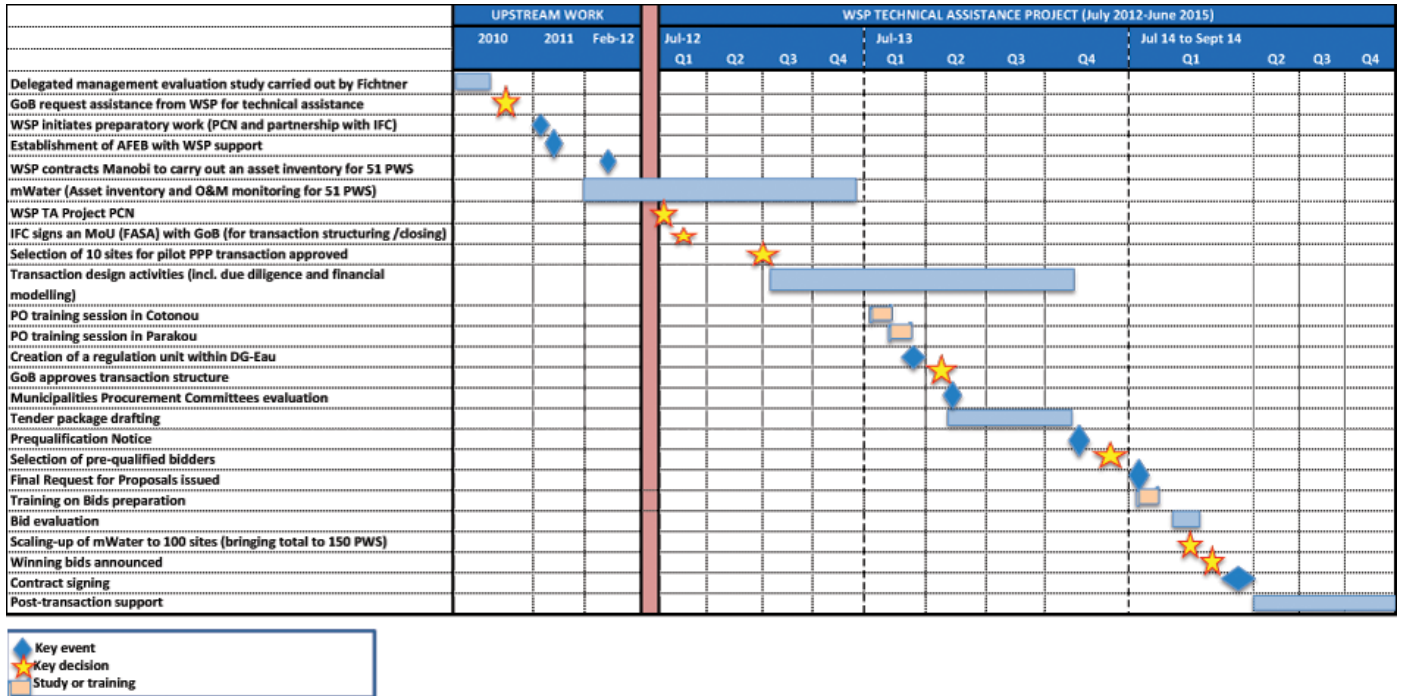 UPSTREAM WORK WSP TECHNICAL ASSISTANCE PROJECT (July 2012-June 2015)
2010 2011 Feb-12 Jul-12 Jul-13 Jul 14 to Sept 14
Q1 Q2 Q3 Q4 Q1 Q2 Q3 Q4 Q1 Q2 Q3 Q4
Delegated management evaluation study carried out by Fichtner
GoB request assistance from WSP for technical assistance
WSP initiates preparatory work (PCN and partnership with IFC)
Establishment of AFEB with WSP support
WSP contracts Manobi to carry out an asset inventory for 51 PWS
mWater (Asset inventory and O&M monitoring for 51 PWS)
WSP TA Project PCN
IFC signs an MoU (FASA) with GoB (for transaction structuring /closing)
Selection of 10 sites for pilot PPP transaction approved
Transaction design activities (incl. due diligence and financial
modelling)
PO training session in Cotonou
PO training session in Parakou
Creation of a regulation unit within DG-Eau
GoB approves transaction structure
Municipalities Procurement Committees evaluation
Tender package drafting
Prequalification Notice
Selection of pre-qualified bidders
Final Request for Proposals issued
Training on Bids preparation
Bid evaluation
Scaling-up of mWater to 100 sites (bringing total to 150 PWS)
Winning bids announced
Contract signing
Post-transaction support
Key event
Key decision
Study or training